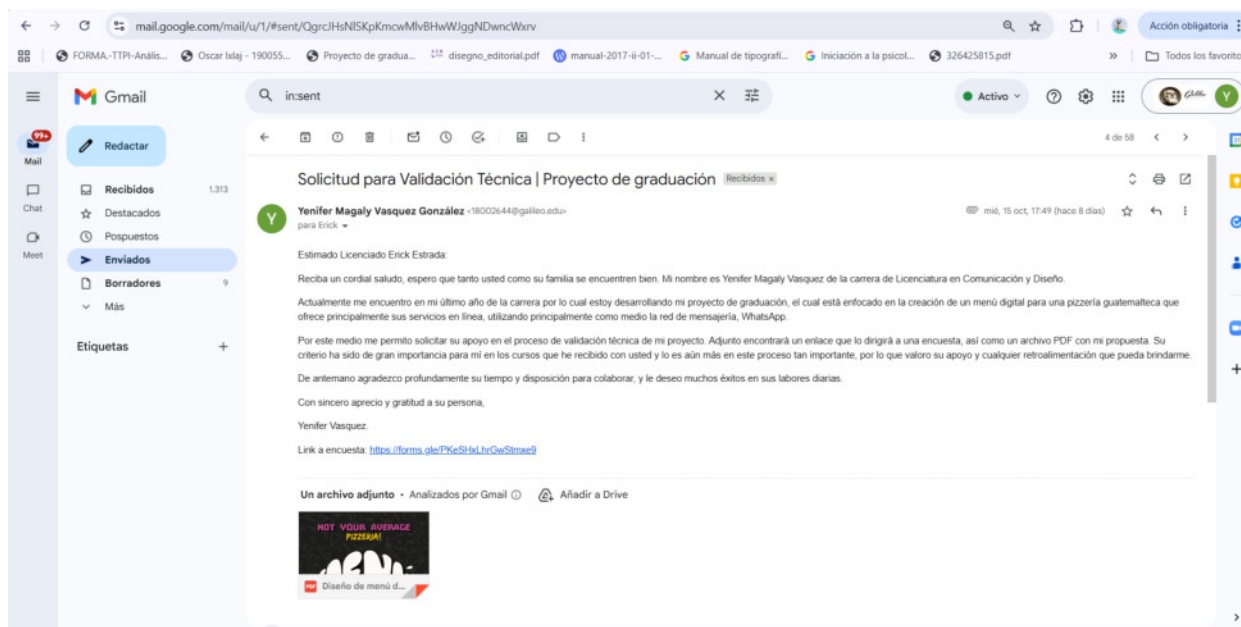 mail.google.com/mail/u/1/#sent/QgrcJHsNlSKpKmcwMlvBHwWJggNDwncWxrv
Acción obligatoria
FORMA.-TTPI-Anális...
Oscar Ixlaj - 190055...
Proyecto de gradua...
disegno_editorial.pdf
manual-2017-ii-01-...
Manual de tipografí...
Iniciación a la psicol...
326425815.pdf
»
Todos los favorito
Gmail
in:sent
Activo
Galileo
Y
99+
Mail
Chat
Meet
Redactar
Recibidos 1.313
Destacados
Pospuestos
Enviados
Borradores 9
Más
Etiquetas +
4 de 58
Solicitud para Validación Técnica | Proyecto de graduación Recibidos x
Y
Yenifer Magaly Vasquez González <18002644@galileo.edu>
mié, 15 oct, 17:49 (hace 8 días)
para Erick
Estimado Licenciado Erick Estrada:
Reciba un cordial saludo, espero que tanto usted como su familia se encuentren bien. Mi nombre es Yenifer Magaly Vasquez de la carrera de Licenciatura en Comunicación y Diseño.
Actualmente me encuentro en mi último año de la carrera por lo cual estoy desarrollando mi proyecto de graduación, el cual está enfocado en la creación de un menú digital para una pizzería guatemalteca que
ofrece principalmente sus servicios en línea, utilizando principalmente como medio la red de mensajería, WhatsApp.
Por este medio me permito solicitar su apoyo en el proceso de validación técnica de mi proyecto. Adjunto encontrará un enlace que lo dirigirá a una encuesta, así como un archivo PDF con mi propuesta. Su
criterio ha sido de gran importancia para mí en los cursos que he recibido con usted y lo es aún más en este proceso tan importante, por lo que valoro su apoyo y cualquier retroalimentación que pueda brindarme.
De antemano agradezco profundamente su tiempo y disposición para colaborar, y le deseo muchos éxitos en sus labores diarias.
Con sincero aprecio y gratitud a su persona,
Yenifer Vasquez.
Link a encuesta: https://forms.gle/PKeSHxLhrGwStmxe9
Un archivo adjunto • Analizados por Gmail
Añadir a Drive
NOT YOUR AVERAGE
PIZZERIA!
PDF Diseño de menú d...